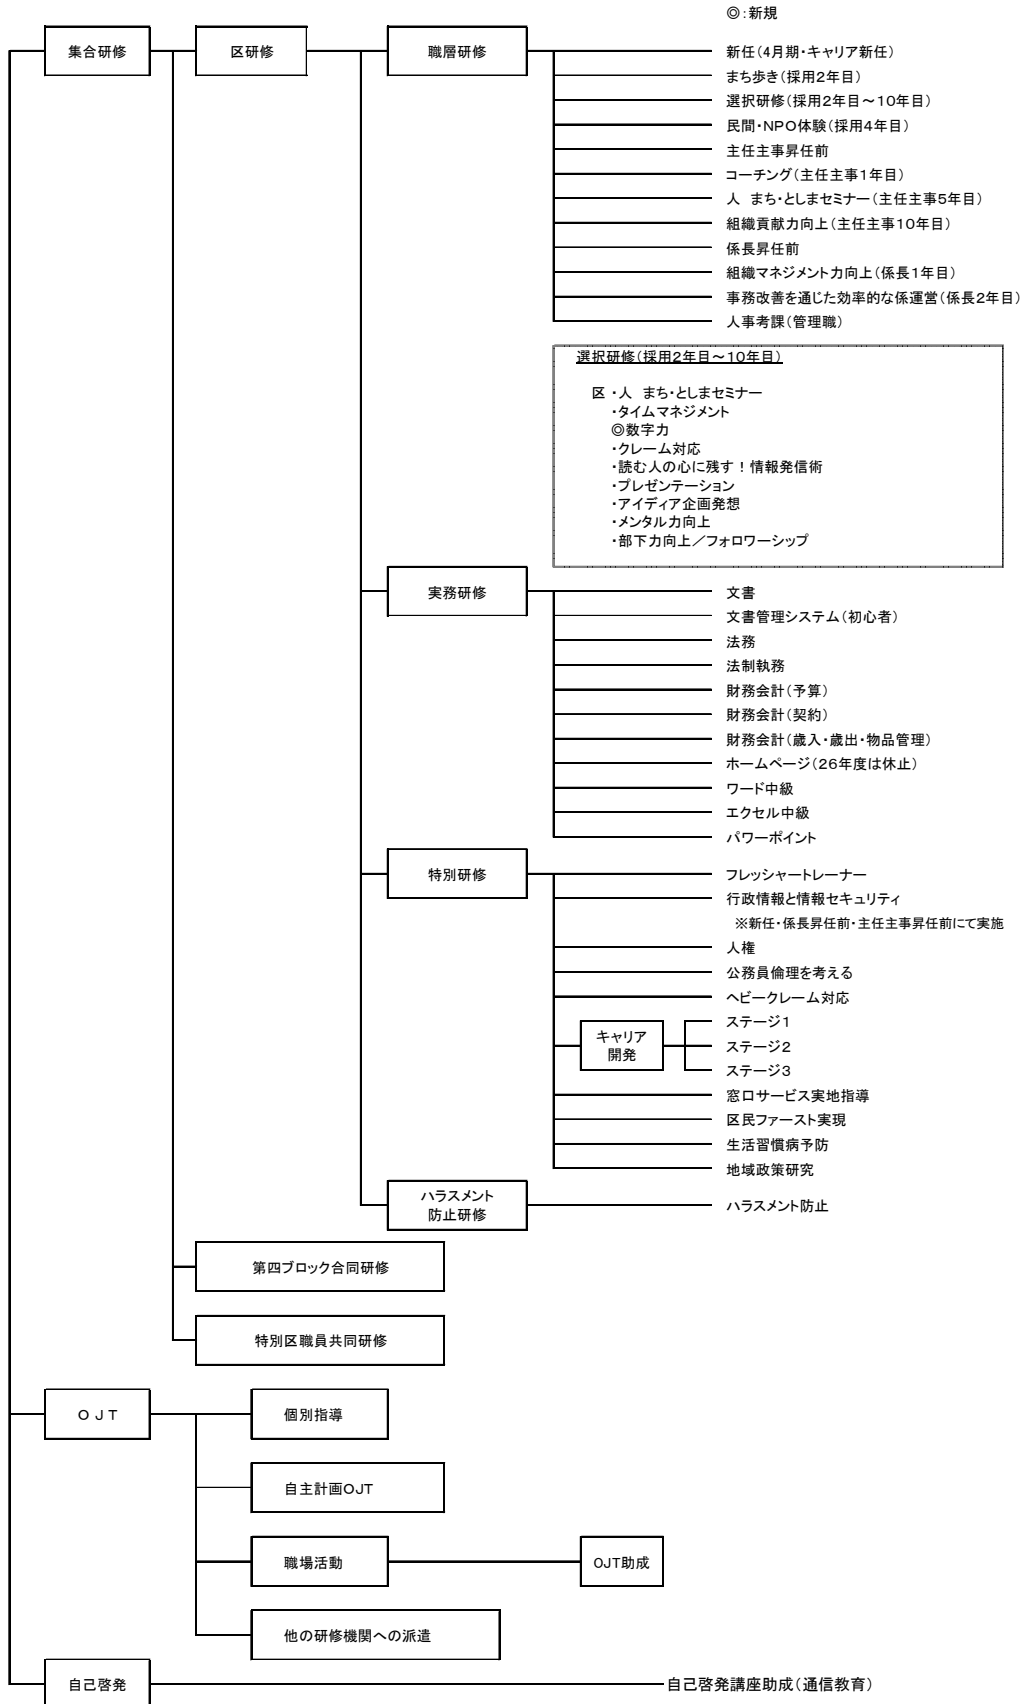 ◎:新規
集合研修
区研修
職層研修
新任(4月期・キャリア新任)
まち歩き(採用2年目)
選択研修(採用2年目～10年目)
民間・NPO体験(採用4年目)
主任主事昇任前
コーチング(主任主事1年目)
人 まち・としまセミナー(主任主事5年目)
組織貢献力向上(主任主事10年目)
係長昇任前
組織マネジメント力向上(係長1年目)
事務改善を通じた効率的な係運営(係長2年目)
人事考課(管理職)
選択研修(採用2年目～10年目)
区 ・人 まち・としまセミナー
・タイムマネジメント
◎数字力
・クレーム対応
・読む人の心に残す！情報発信術
・プレゼンテーション
・アイディア企画発想
・メンタル力向上
・部下力向上／フォロワーシップ
実務研修
文書
文書管理システム(初心者)
法務
法制執務
財務会計(予算)
財務会計(契約)
財務会計(歳入・歳出・物品管理)
ホームページ(26年度は休止)
ワード中級
エクセル中級
パワーポイント
特別研修
フレッシャートレーナー
行政情報と情報セキュリティ
※新任・係長昇任前・主任主事昇任前にて実施
人権
公務員倫理を考える
ヘビークレーム対応
キャリア
開発
ステージ1
ステージ2
ステージ3
窓口サービス実地指導
区民ファースト実現
生活習慣病予防
地域政策研究
ハラスメント
防止研修
ハラスメント防止
第四ブロック合同研修
特別区職員共同研修
OJT
個別指導
自主計画OJT
職場活動
OJT助成
他の研修機関への派遣
自己啓発
自己啓発講座助成(通信教育)